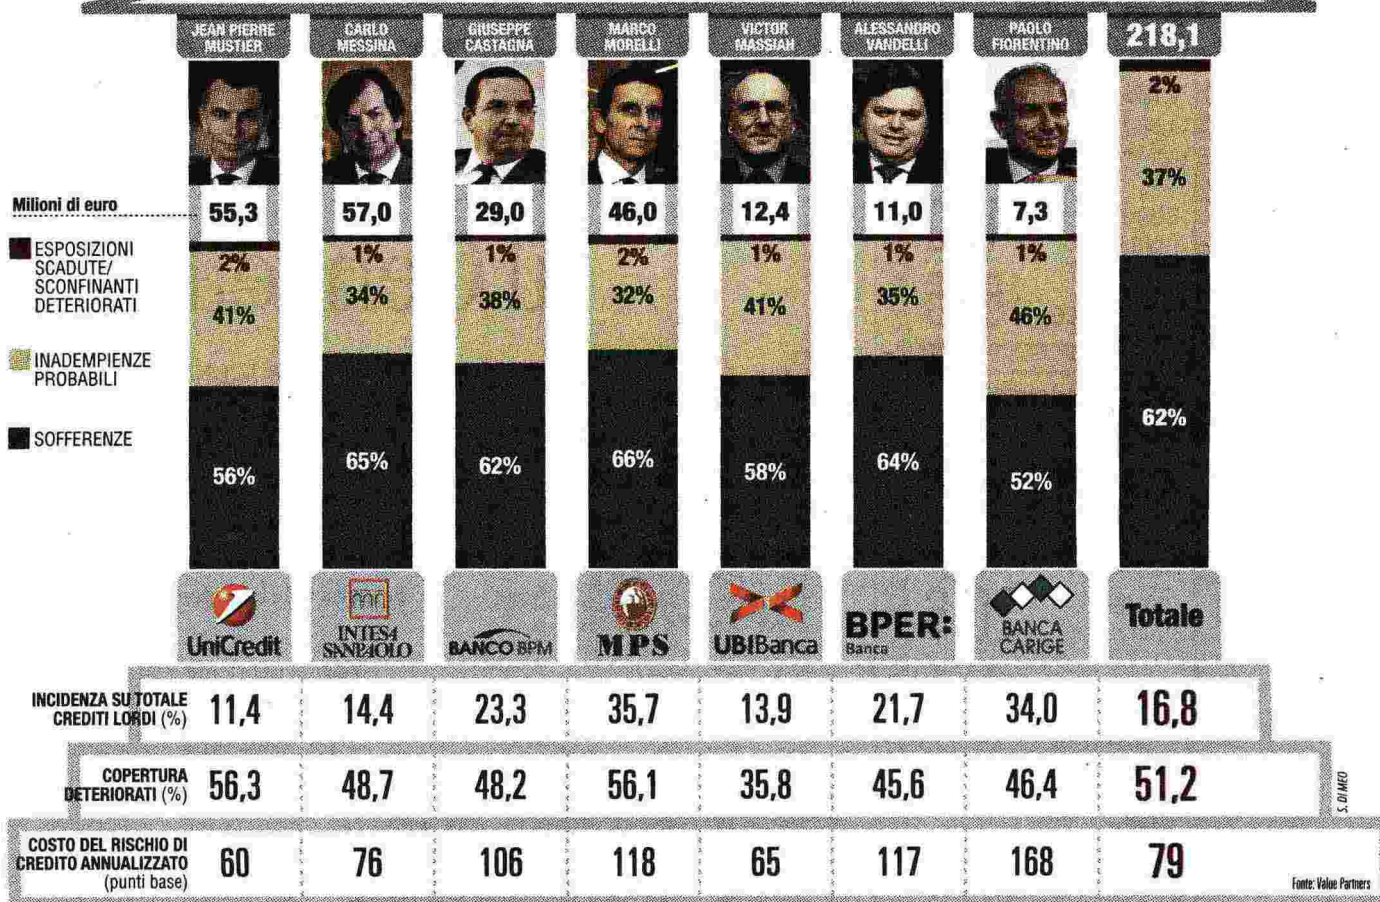 JEAN PIERRE
MUSTIER
CARLO
MESSINA
GIUSEPPE
CASTAGNA
MARCO
MORELLI
VICTOR
MASSIAH
ALESSANDRO
VANDELLI
PAOLO
FIORENTINO
218,1
Milioni di euro
55,3
57,0
29,0
46,0
12,4
11,0
7,3
ESPOSIZIONI
SCADUTE/
SCONFINANTI
DETERIORATI
INADEMPIENZE
PROBABILI
SOFFERENZE
2%
1%
1%
2%
1%
1%
1%
2%
41%
34%
38%
32%
41%
35%
46%
37%
56%
65%
62%
66%
58%
64%
52%
62%
UniCredit
INTESA
SANPAOLO
BANCO BPM
MPS
UBI Banca
BPER:
Banca
BANCA
CARIGE
Totale
INCIDENZA SU TOTALE
CREDITI LORDI (%)
11,4
14,4
23,3
35,7
13,9
21,7
34,0
16,8
COPERTURA
DETERIORATI (%)
56,3
48,7
48,2
56,1
35,8
45,6
46,4
51,2
COSTO DEL RISCHIO DI
CREDITO ANNUALIZZATO
(punti base)
60
76
106
118
65
117
168
79
S. DI MEO
Fonte: Value Partners